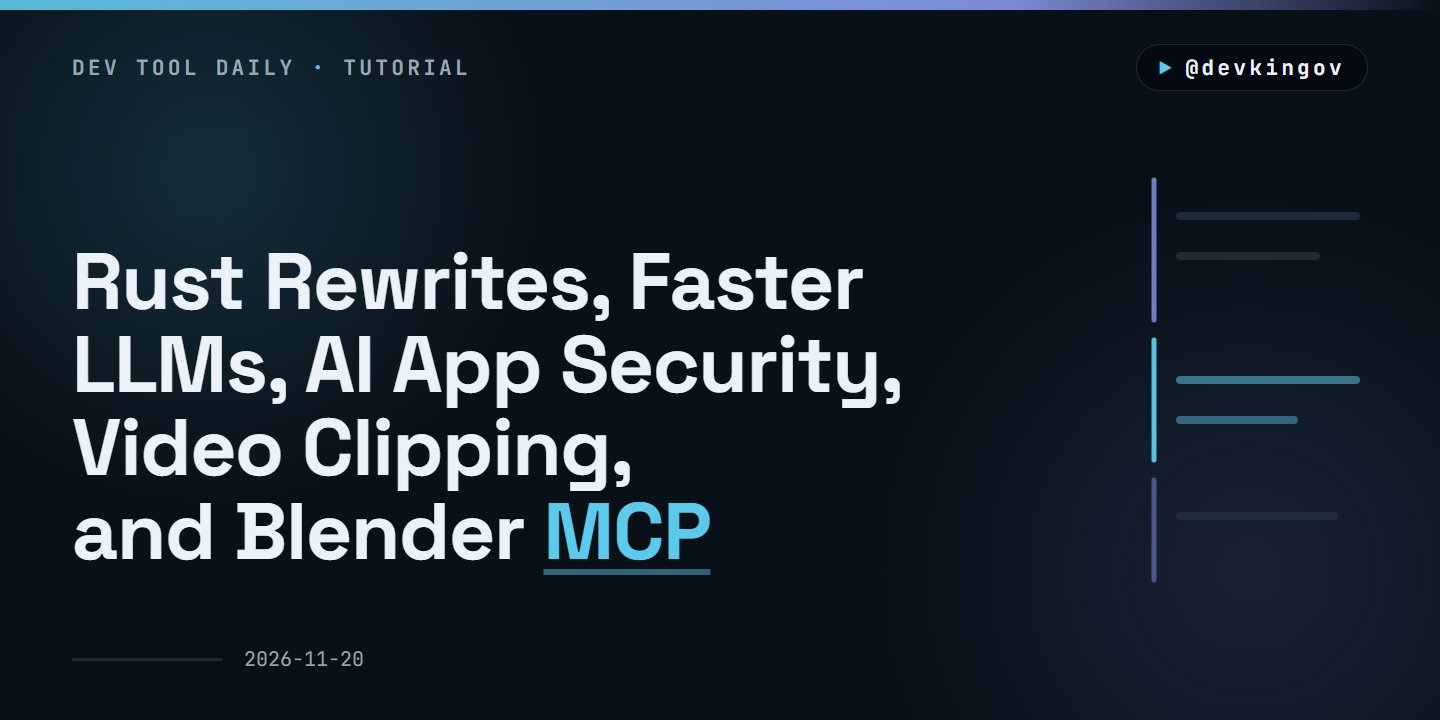 DEV TOOL DAILY · TUTORIAL
@devkingov
Rust Rewrites, Faster
LLMs, AI App Security,
Video Clipping,
and Blender MCP
2026-11-20